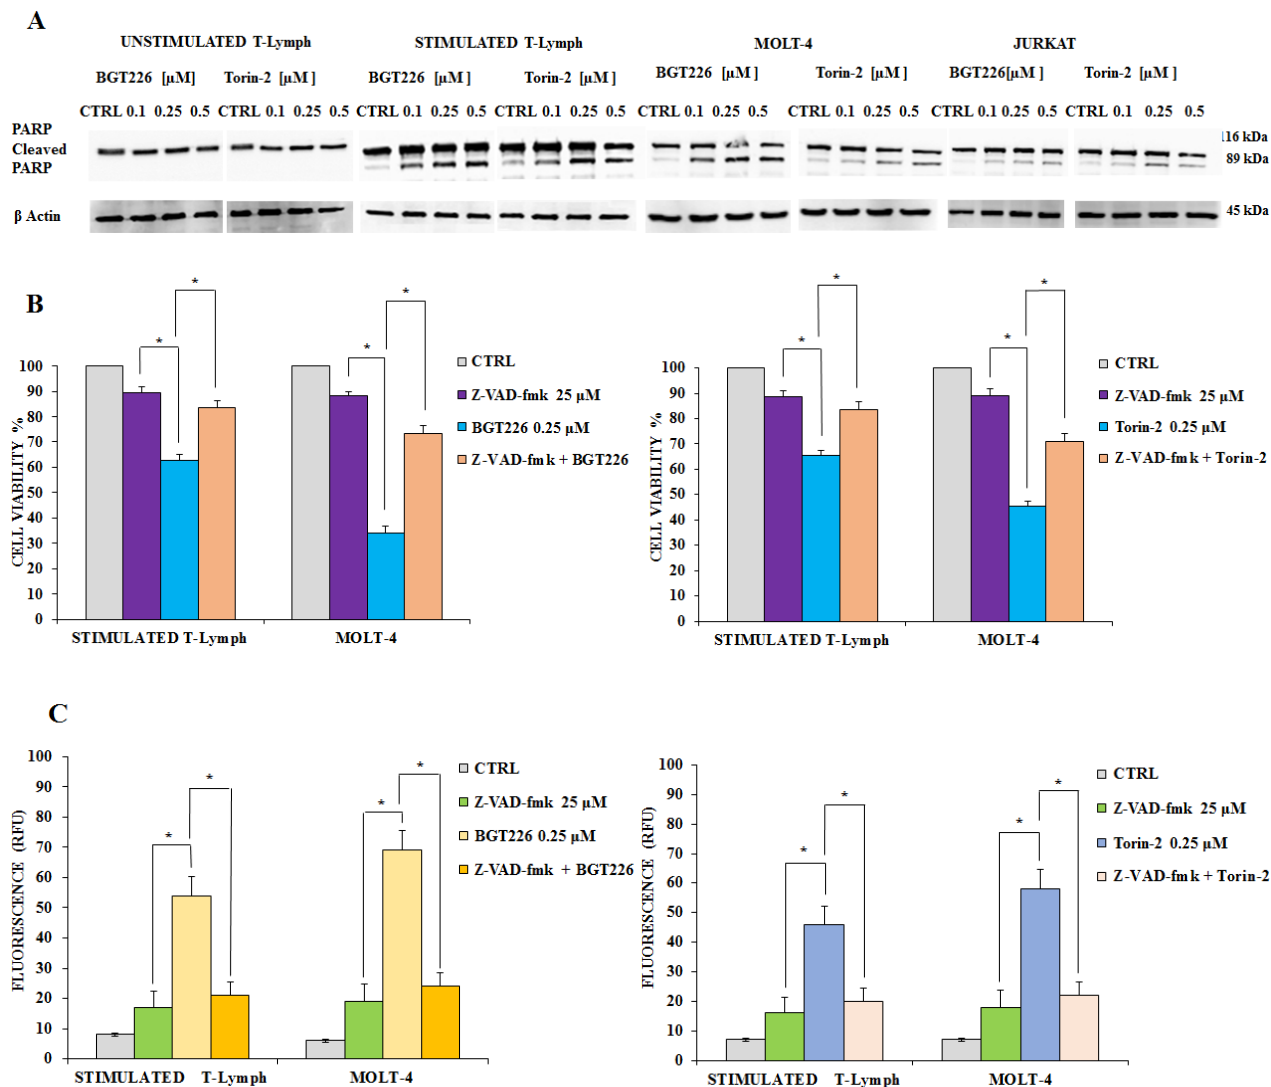 A
UNSTIMULATED T-Lymph STIMULATED T-Lymph MOLT-4 JURKAT
BGT226 [µM] Torin-2 [µM ] BGT226 [µM ] Torin-2 [µM ] BGT226 [µM ] Torin-2 [µM ] BGT226[µM ] Torin-2 [µM ]
CTRL 0.1 0.25 0.5 CTRL 0.1 0.25 0.5 CTRL 0.1 0.25 0.5 CTRL 0.1 0.25 0.5 CTRL 0.1 0.25 0.5 CTRL 0.1 0.25 0.5 CTRL 0.1 0.25 0.5 CTRL 0.1 0.25 0.5
PARP 116 kDa
Cleaved
PARP 89 kDa
β Actin 45 kDa
B
* * * *
* * * *
CELL VIABILITY %
100
90
80
70
60
50
40
30
20
10
0
STIMULATED T-Lymph MOLT-4
CTRL
Z-VAD-fmk 25 µM
BGT226 0.25 µM
Z-VAD-fmk + BGT226
CELL VIABILITY %
100
90
80
70
60
50
40
30
20
10
0
STIMULATED T-Lymph MOLT-4
CTRL
Z-VAD-fmk 25 µM
Torin-2 0.25 µM
Z-VAD-fmk + Torin-2
C
* * * *
* * * *
FLUORESCENCE (RFU)
100
90
80
70
60
50
40
30
20
10
0
STIMULATED T-Lymph MOLT-4
CTRL
Z-VAD-fmk 25 µM
BGT226 0.25 µM
Z-VAD-fmk + BGT226
FLUORESCENCE (RFU)
100
90
80
70
60
50
40
30
20
10
0
STIMULATED T-Lymph MOLT-4
CTRL
Z-VAD-fmk 25 µM
Torin-2 0.25 µM
Z-VAD-fmk + Torin-2